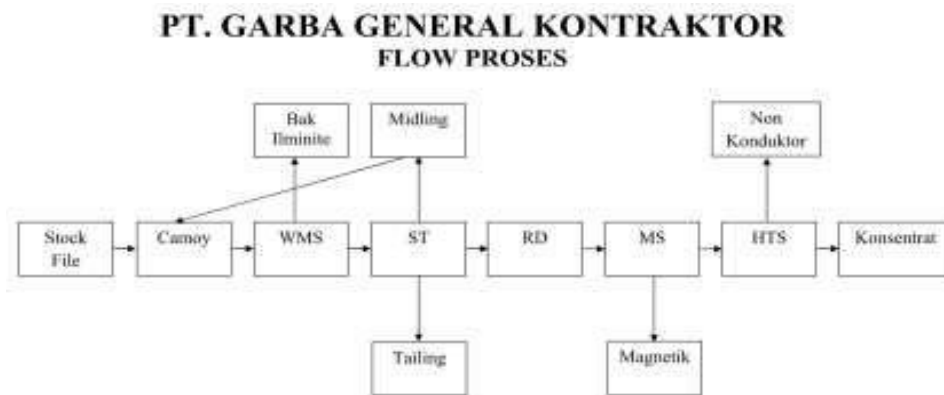 PT. GARBA GENERAL KONTRAKTOR
FLOW PROSES
Bak
Ilminite
Midling
Non
Konduktor
Stock
File
Camoy
WMS
ST
RD
MS
HTS
Konsentrat
Tailing
Magnetik